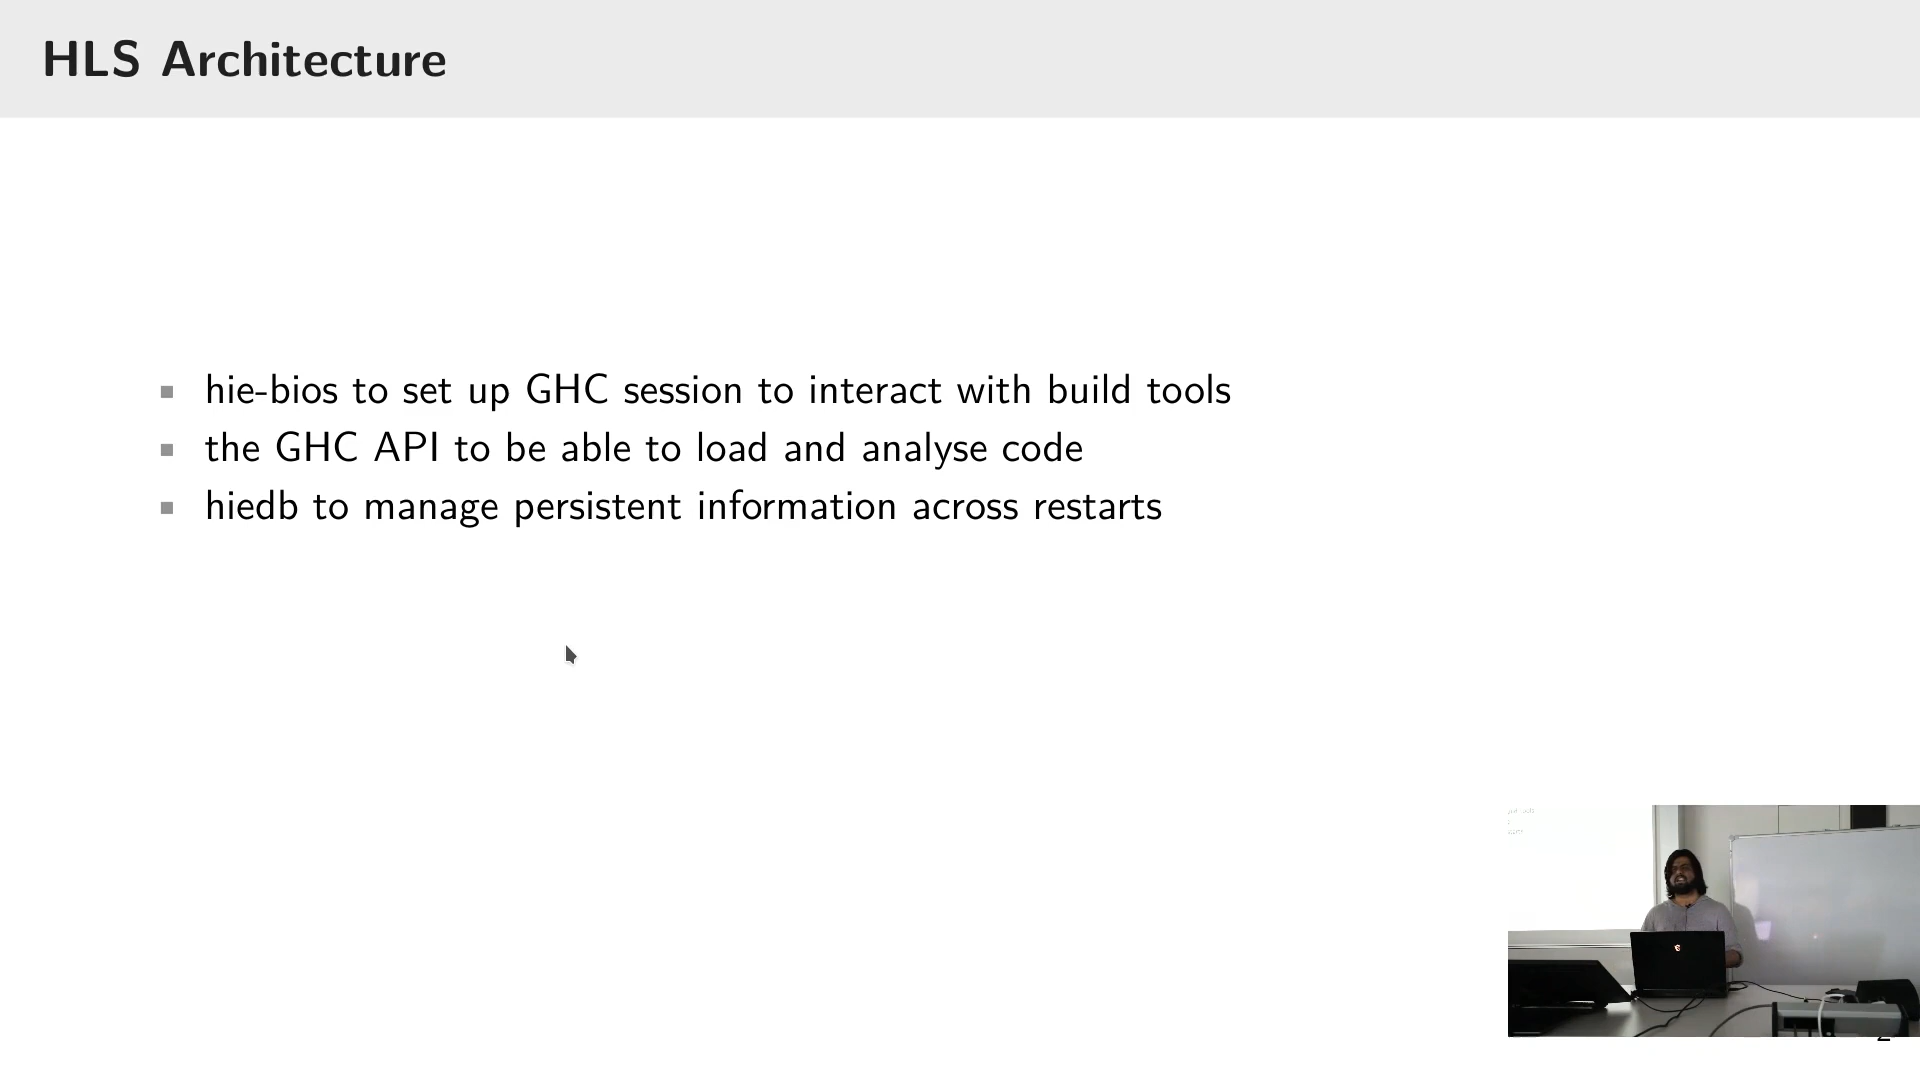 HLS Architecture
hie-bios to set up GHC session to interact with build tools
the GHC API to be able to load and analyse code
hiedb to manage persistent information across restarts